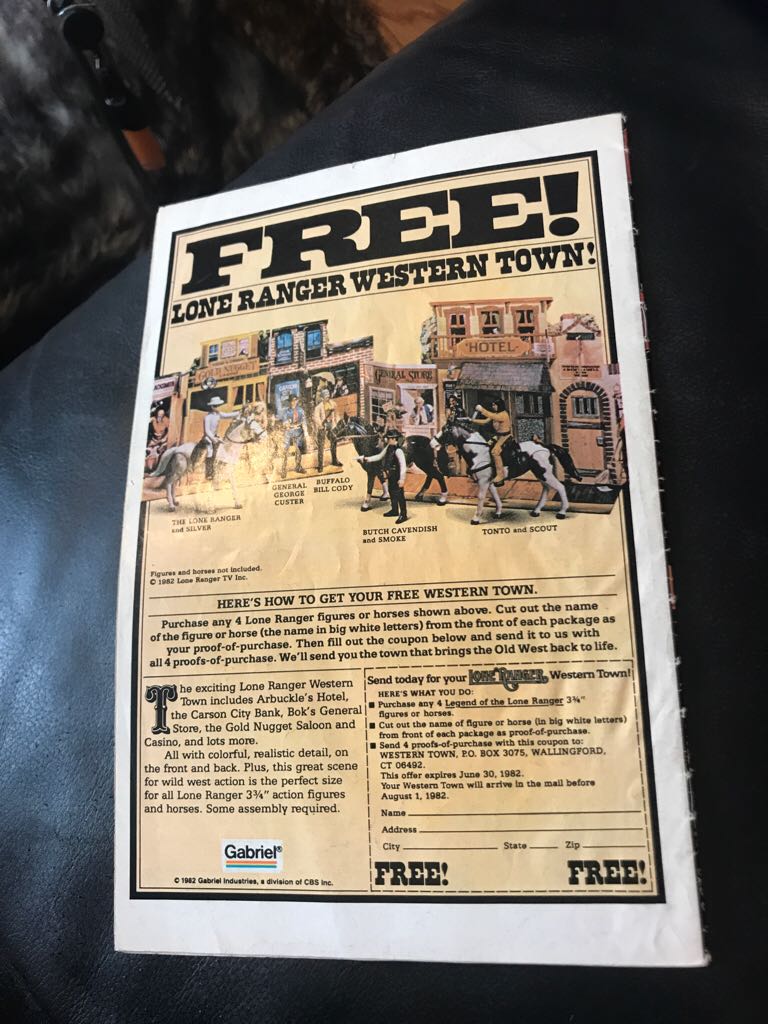 FREE!
LONE RANGER WESTERN TOWN!
HOTEL
GOLD NUGGET
GENERAL STORE
THE LONE RANGER
and SILVER
GENERAL
GEORGE
CUSTER
BUFFALO
BILL CODY
BUTCH CAVENDISH
and SMOKE
TONTO and SCOUT
Figures and horses not included.
© 1982 Lone Ranger TV Inc.
HERE'S HOW TO GET YOUR FREE WESTERN TOWN.
Purchase any 4 Lone Ranger figures or horses shown above. Cut out the name
of the figure or horse (the name in big white letters) from the front of each package as
your proof-of-purchase. Then fill out the coupon below and send it to us with
all 4 proofs-of-purchase. We'll send you the town that brings the Old West back to life.
The exciting Lone Ranger Western
Town includes Arbuckle's Hotel,
the Carson City Bank, Bok's General
Store, the Gold Nugget Saloon and
Casino, and lots more.
All with colorful, realistic detail, on
the front and back. Plus, this great scene
for wild west action is the perfect size
for all Lone Ranger 3¾" action figures
and horses. Some assembly required.
Gabriel®
© 1982 Gabriel Industries, a division of CBS Inc.
Send today for your LONE RANGER Western Town!
HERE'S WHAT YOU DO:
■ Purchase any 4 Legend of the Lone Ranger 3¾"
figures or horses.
■ Cut out the name of figure or horse (in big white letters)
from front of each package as proof-of-purchase.
■ Send 4 proofs-of-purchase with this coupon to:
WESTERN TOWN, P.O. BOX 3075, WALLINGFORD,
CT 06492.
This offer expires June 30, 1982.
Your Western Town will arrive in the mail before
August 1, 1982.
Name
Address
City State Zip
FREE! FREE!